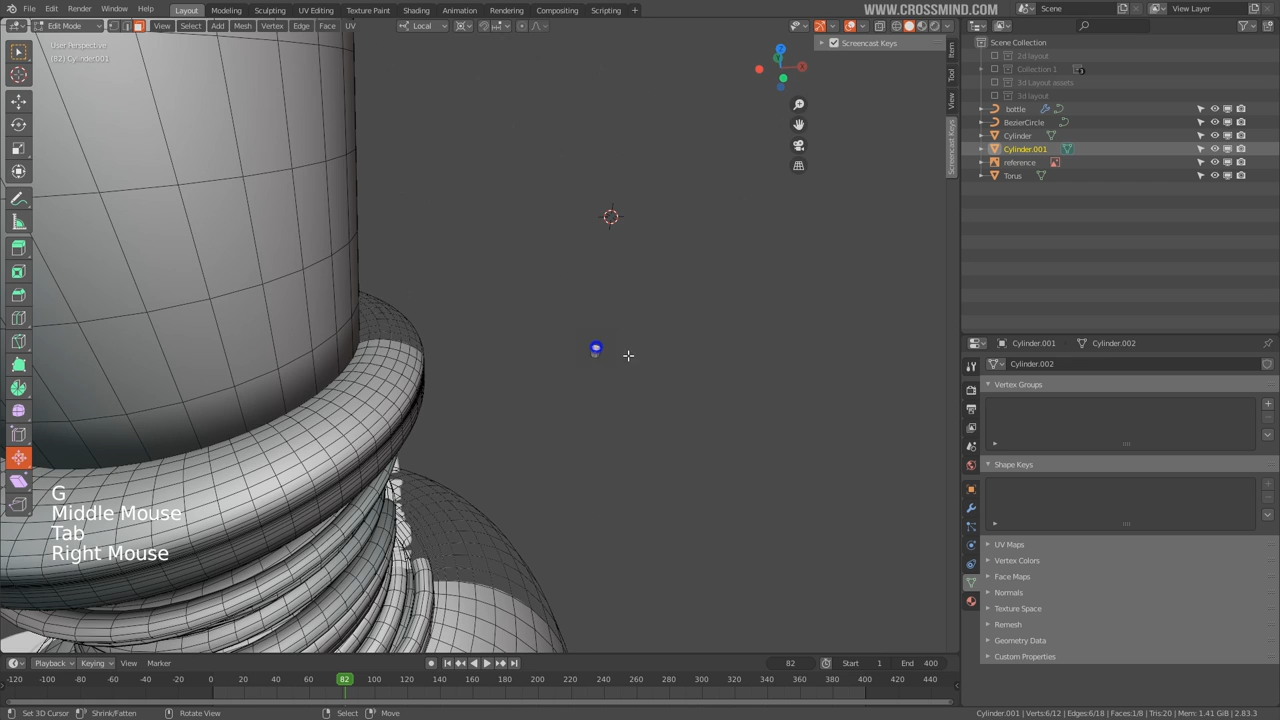 File Edit Render Window Help
Layout Modeling Sculpting UV Editing Texture Paint Shading Animation Rendering Compositing Scripting +
WWW.CROSSMIND.COM
Scene View Layer
Edit Mode View Select Add Mesh Vertex Edge Face UV Local
User Perspective
(82) Cylinder.001
Screencast Keys
Item
Tool
View
Screencast Keys
Z
X
Scene Collection
2d layout
Collection 1
3d Layout assets
3d layout
bottle
BezierCircle
Cylinder
Cylinder.001
reference
Torus
Cylinder.001 Cylinder.002
Cylinder.002
Vertex Groups
Shape Keys
UV Maps
Vertex Colors
Face Maps
Normals
Texture Space
Remesh
Geometry Data
Custom Properties
G
Middle Mouse
Tab
Right Mouse
Playback Keying View Marker 82 Start 1 End 400
-120 -100 -80 -60 -40 -20 0 20 40 60 82 100 120 140 160 180 200 220 240 260 280 300 320 340 360 380 400 420 440
Set 3D Cursor Shrink/Fatten Rotate View Select Move
Cylinder.001 | Verts:6/12 | Edges:6/18 | Faces:1/8 | Tris:20 | Mem: 1.41 GiB | 2.83.3